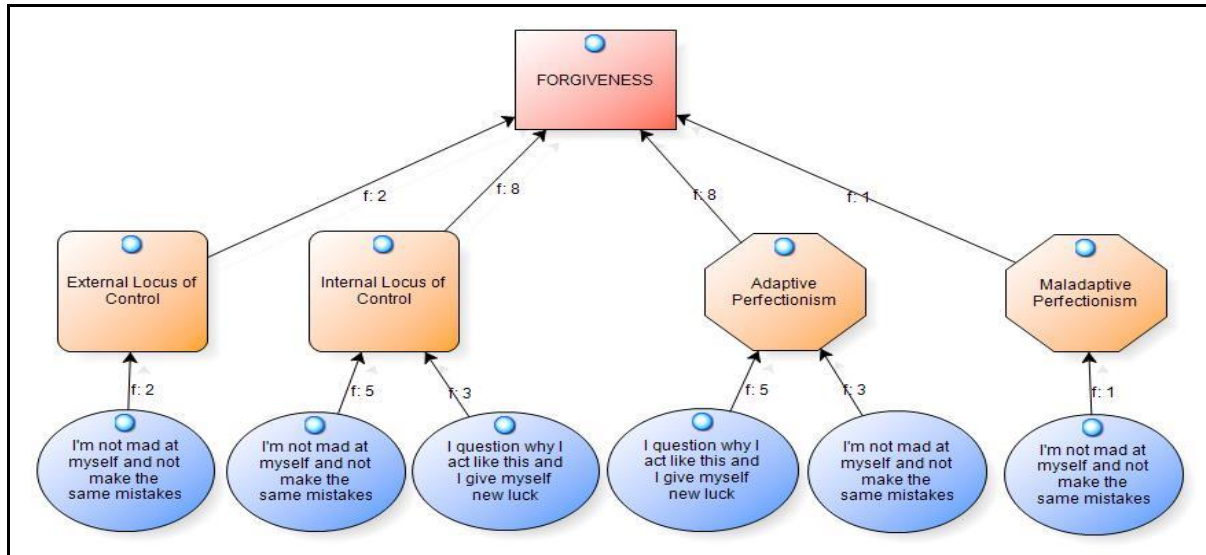 FORGIVENESS
f: 2
f: 8
f: 8
f: 1
External Locus of
Control
Internal Locus of
Control
Adaptive
Perfectionism
Maladaptive
Perfectionism
f: 2
f: 5
f: 3
f: 5
f: 3
f: 1
I'm not mad at
myself and not
make the
same mistakes
I'm not mad at
myself and not
make the
same mistakes
I question why I
act like this and
I give myself
new luck
I question why I
act like this and
I give myself
new luck
I'm not mad at
myself and not
make the
same mistakes
I'm not mad at
myself and not
make the
same mistakes